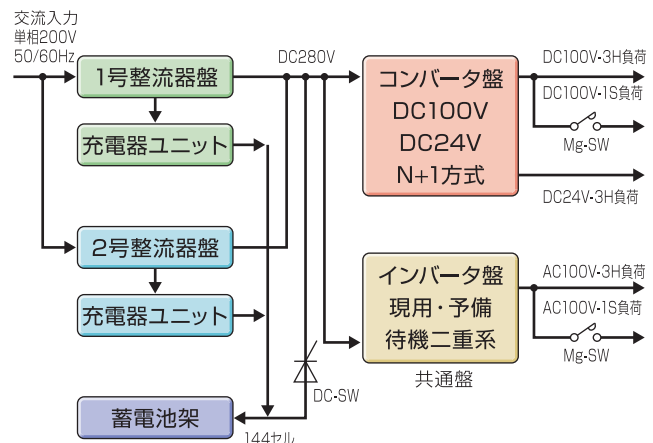 交流入力
単相200V
50/60Hz
1号整流器盤
充電器ユニット
2号整流器盤
充電器ユニット
蓄電池架
144セル
DC280V
DC-SW
コンバータ盤
DC100V
DC24V
N+1方式
インバータ盤
現用・予備
待機二重系
共通盤
DC100V-3H負荷
DC100V-1S負荷
Mg-SW
DC24V-3H負荷
AC100V-3H負荷
AC100V-1S負荷
Mg-SW